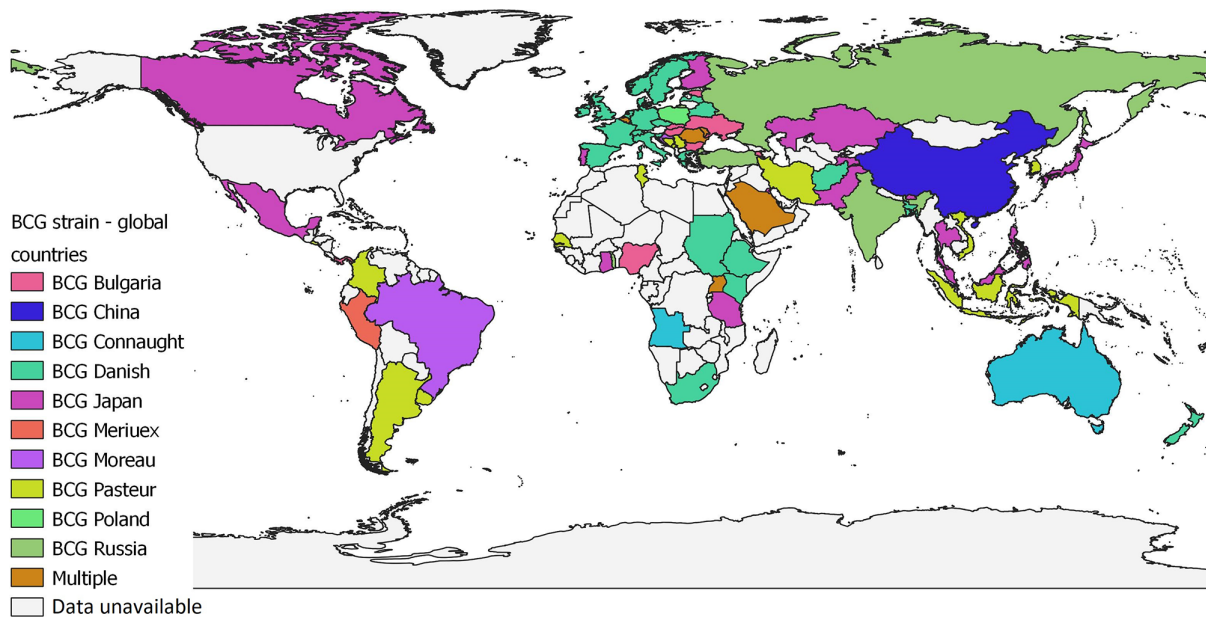 BCG strain - global
countries
BCG Bulgaria
BCG China
BCG Connaught
BCG Danish
BCG Japan
BCG Meriuex
BCG Moreau
BCG Pasteur
BCG Poland
BCG Russia
Multiple
Data unavailable